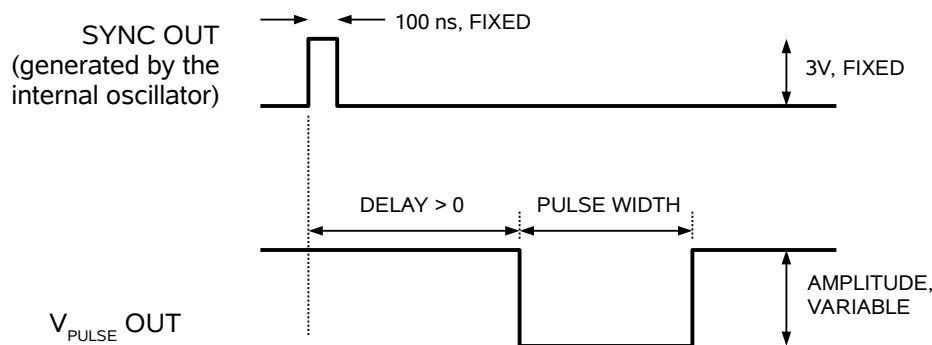 100 ns, FIXED
SYNC OUT
(generated by the
internal oscillator)
3V, FIXED
DELAY > 0
PULSE WIDTH
AMPLITUDE,
VARIABLE
VPULSE OUT